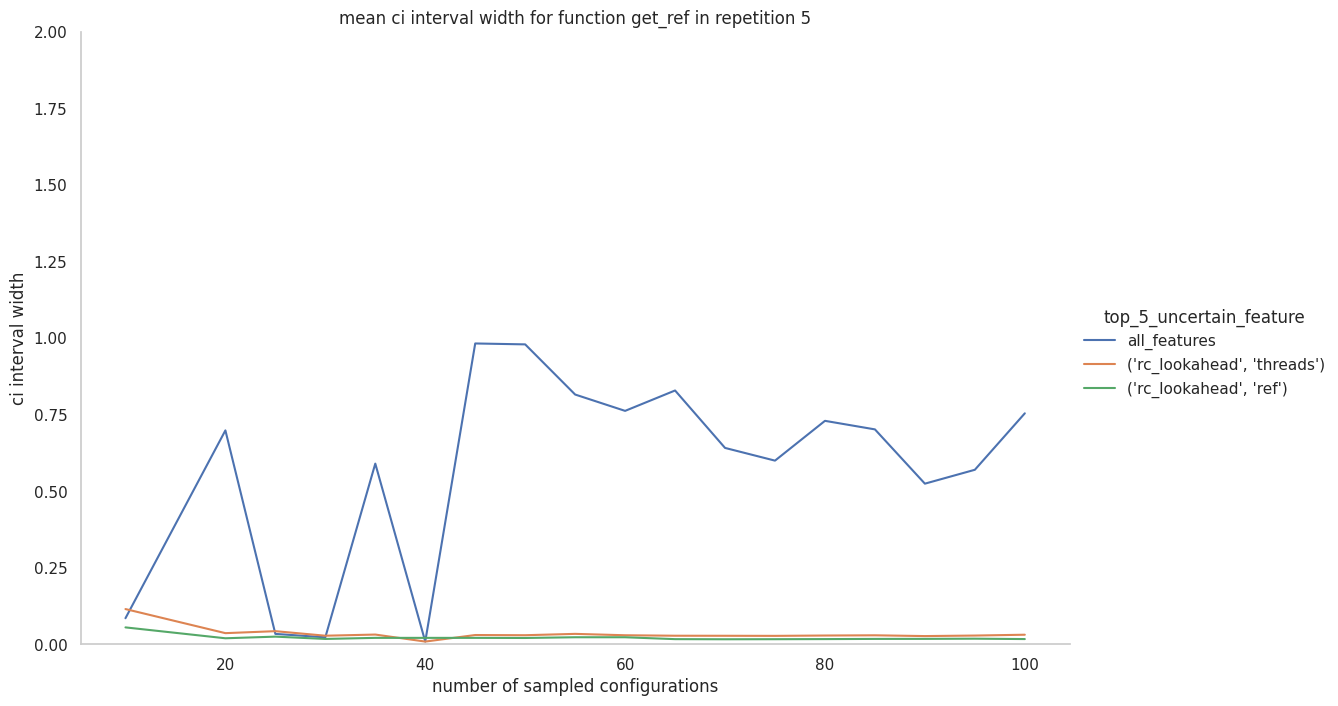 mean ci interval width for function get_ref in repetition 5
2.00
1.75
1.50
1.25
1.00
0.75
0.50
0.25
0.00
ci interval width
20
40
60
80
100
number of sampled configurations
top_5_uncertain_feature
all_features
('rc_lookahead', 'threads')
('rc_lookahead', 'ref')